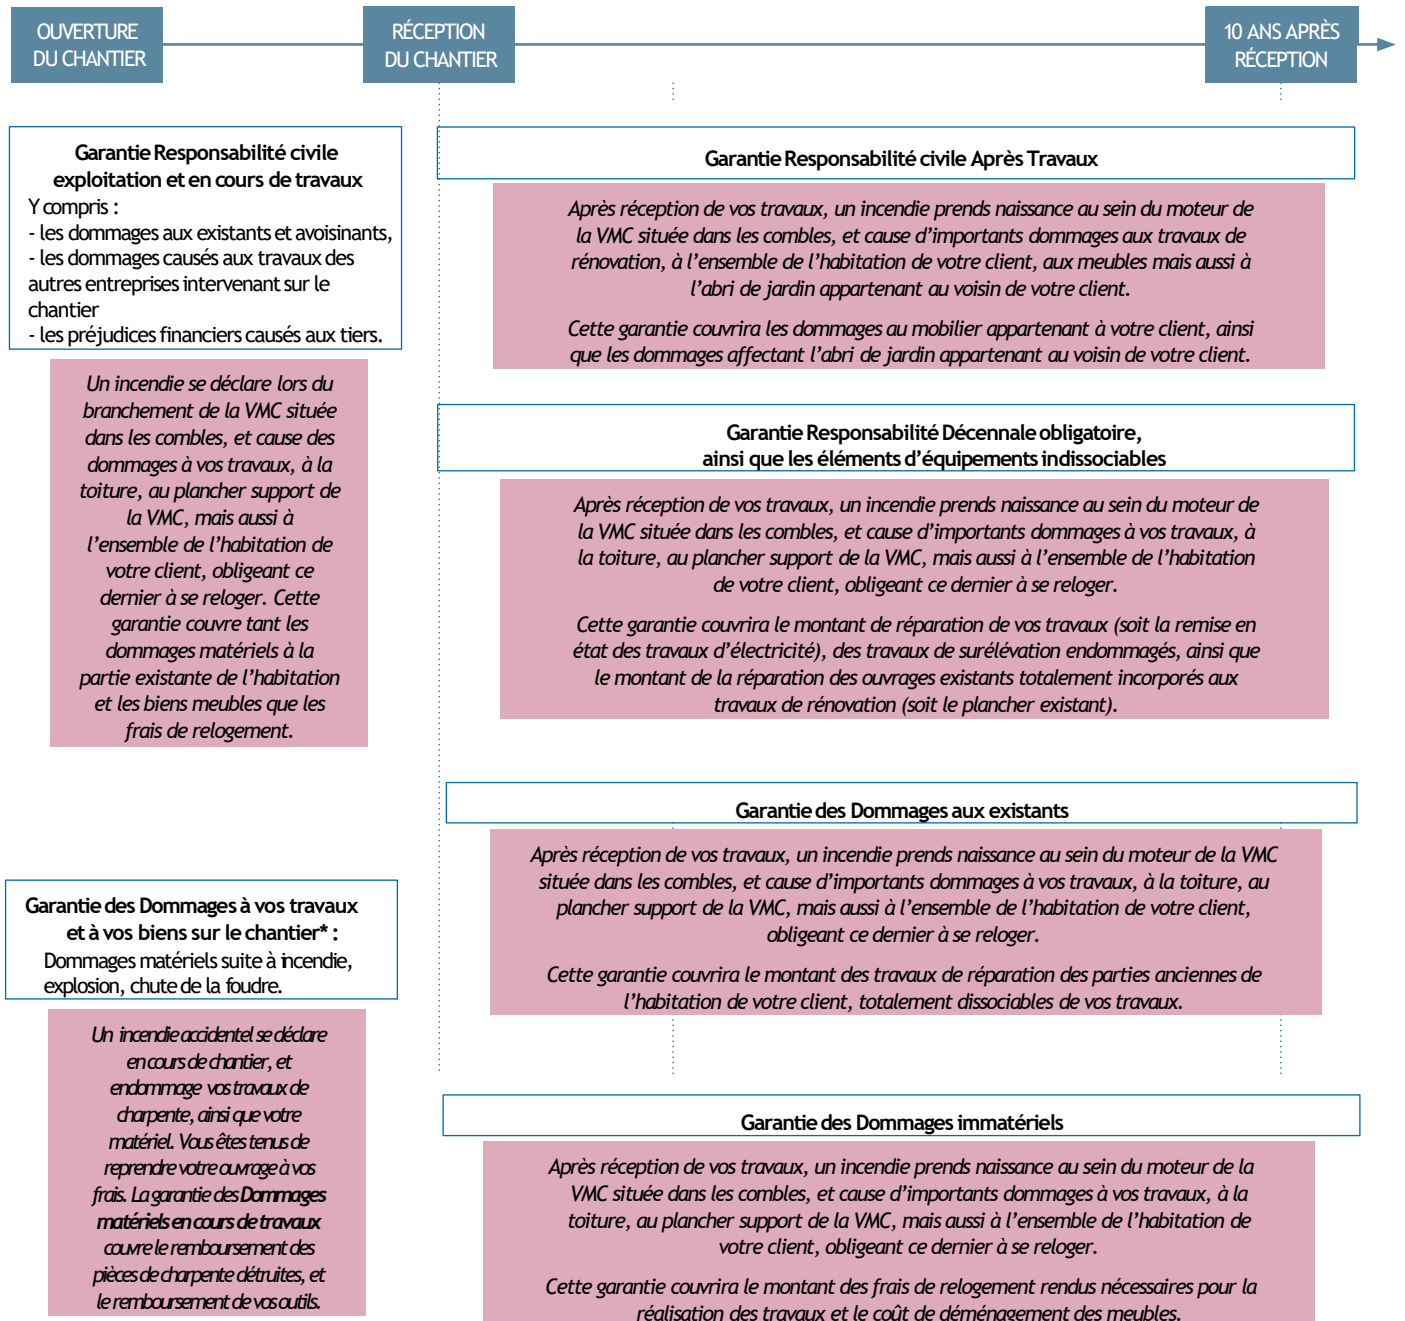 OUVERTURE
DU CHANTIER
RÉCEPTION
DU CHANTIER
10 ANS APRÈS
RÉCEPTION
Garantie Responsabilité civile
exploitation et en cours de travaux
Y compris :
- les dommages aux existants et avoisinants,
- les dommages causés aux travaux des
autres entreprises intervenant sur le
chantier
- les préjudices financiers causés aux tiers.
Un incendie se déclare lors du
branchement de la VMC située
dans les combles, et cause des
dommages à vos travaux, à la
toiture, au plancher support de
la VMC, mais aussi à
l'ensemble de l'habitation de
votre client, obligeant ce
dernier à se reloger. Cette
garantie couvre tant les
dommages matériels à la
partie existante de l'habitation
et les biens meubles que les
frais de relogement.
Garantie des Dommages à vos travaux
et à vos biens sur le chantier* :
Dommages matériels suite à incendie,
explosion, chute de la foudre.
Un incendie accidentel se déclare
en cours de chantier, et
endommage vos travaux de
charpente, ainsi que votre
matériel. Vous êtes tenus de
reprendre votre ouvrage à vos
frais. La garantie des Dommages
matériels en cours de travaux
couvre le remboursement des
pièces de charpente détruites, et
le remboursement de vos outils.
Garantie Responsabilité civile Après Travaux
Après réception de vos travaux, un incendie prends naissance au sein du moteur de
la VMC située dans les combles, et cause d'importants dommages aux travaux de
rénovation, à l'ensemble de l'habitation de votre client, aux meubles mais aussi à
l'abri de jardin appartenant au voisin de votre client.
Cette garantie couvrira les dommages au mobilier appartenant à votre client, ainsi
que les dommages affectant l'abri de jardin appartenant au voisin de votre client.
Garantie Responsabilité Décennale obligatoire,
ainsi que les éléments d'équipements indissociables
Après réception de vos travaux, un incendie prends naissance au sein du moteur de
la VMC située dans les combles, et cause d'importants dommages à vos travaux, à
la toiture, au plancher support de la VMC, mais aussi à l'ensemble de l'habitation
de votre client, obligeant ce dernier à se reloger.
Cette garantie couvrira le montant de réparation de vos travaux (soit la remise en
état des travaux d'électricité), des travaux de surélévation endommagés, ainsi que
le montant de la réparation des ouvrages existants totalement incorporés aux
travaux de rénovation (soit le plancher existant).
Garantie des Dommages aux existants
Après réception de vos travaux, un incendie prends naissance au sein du moteur de la VMC
située dans les combles, et cause d'importants dommages à vos travaux, à la toiture, au
plancher support de la VMC, mais aussi à l'ensemble de l'habitation de votre client,
obligeant ce dernier à se reloger.
Cette garantie couvrira le montant des travaux de réparation des parties anciennes de
l'habitation de votre client, totalement dissociables de vos travaux.
Garantie des Dommages immatériels
Après réception de vos travaux, un incendie prends naissance au sein du moteur de la
VMC située dans les combles, et cause d'importants dommages à vos travaux, à la
toiture, au plancher support de la VMC, mais aussi à l'ensemble de l'habitation de
votre client, obligeant ce dernier à se reloger.
Cette garantie couvrira le montant des frais de relogement rendus nécessaires pour la
réalisation des travaux et le coût de déménagement des meubles.